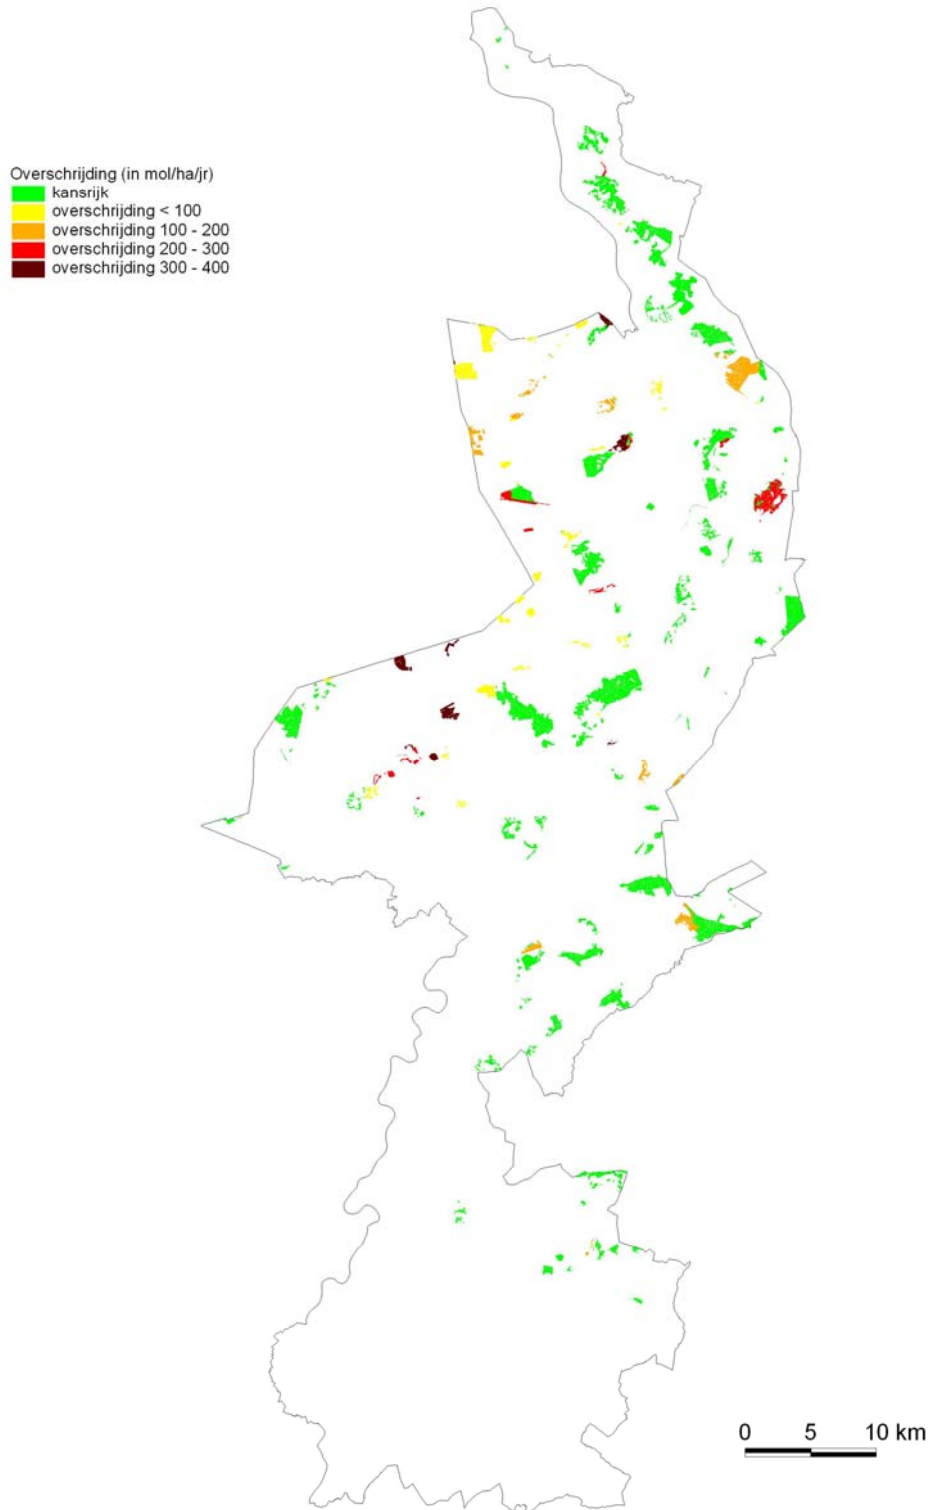 Overschrijding (in mol/ha/jr)
kansrijk
overschrijding < 100
overschrijding 100 - 200
overschrijding 200 - 300
overschrijding 300 - 400
0 5 10 km